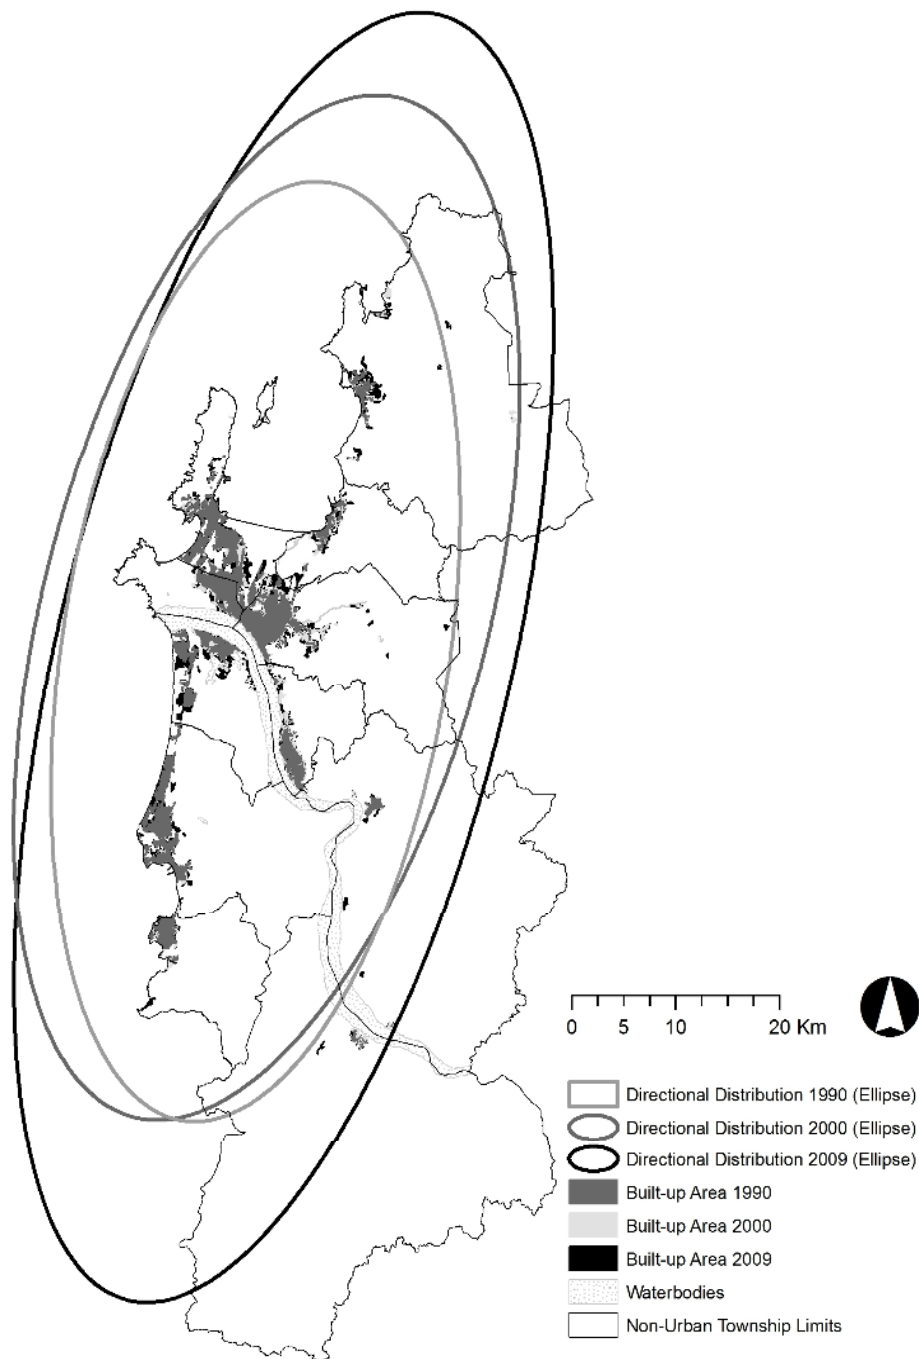 0 5 10 20 Km
Directional Distribution 1990 (Ellipse)
Directional Distribution 2000 (Ellipse)
Directional Distribution 2009 (Ellipse)
Built-up Area 1990
Built-up Area 2000
Built-up Area 2009
Waterbodies
Non-Urban Township Limits